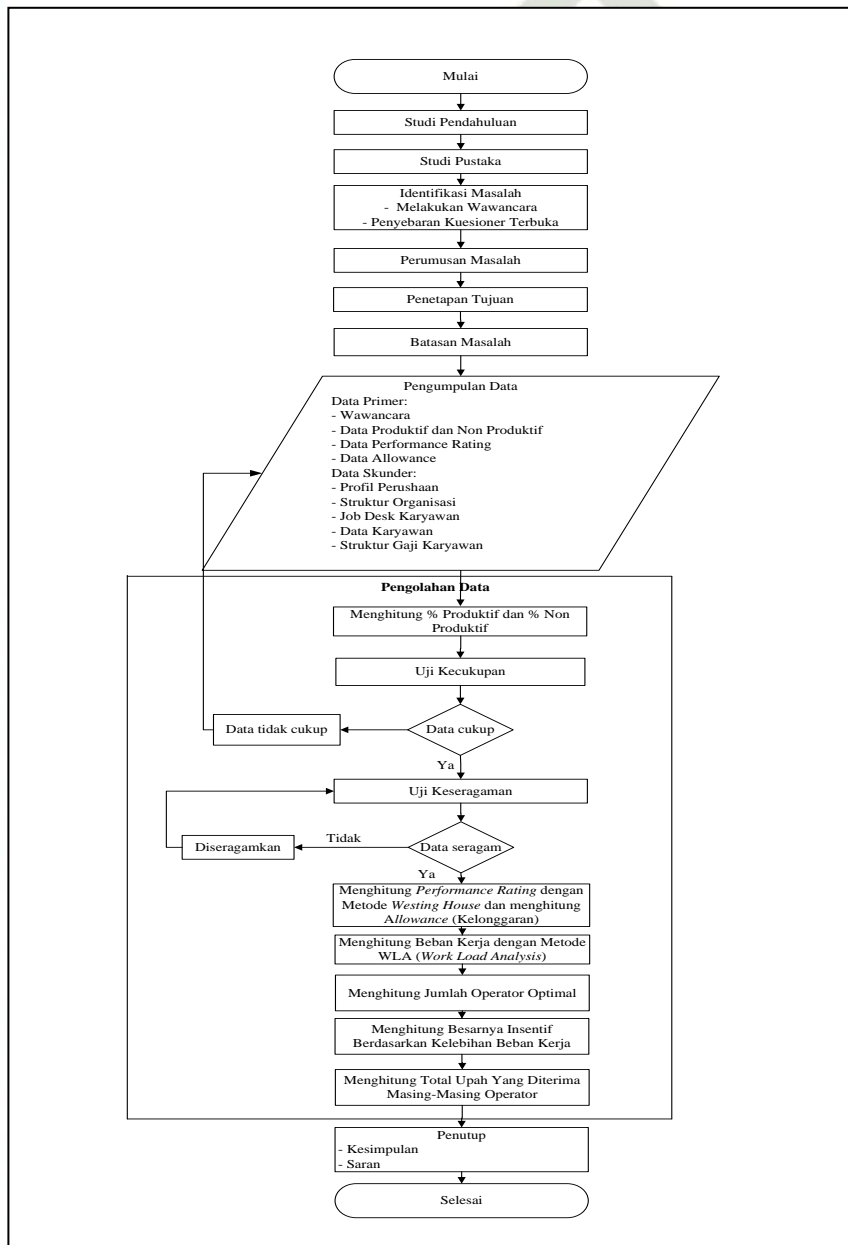 Mulai
Studi Pendahuluan
Studi Pustaka
Identifikasi Masalah
- Melakukan Wawancara
- Penyebaran Kuesioner Terbuka
Perumusan Masalah
Penetapan Tujuan
Batasan Masalah
Pengumpulan Data
Data Primer:
- Wawancara
- Data Produktif dan Non Produktif
- Data Performance Rating
- Data Allowance
Data Skunder:
- Profil Perushaan
- Struktur Organisasi
- Job Desk Karyawan
- Data Karyawan
- Struktur Gaji Karyawan
Pengolahan Data
Menghitung % Produktif dan % Non
Produktif
Uji Kecukupan
Data tidak cukup
Data cukup
Ya
Uji Keseragaman
Diseragamkan
Tidak
Data seragam
Ya
Menghitung Performance Rating dengan
Metode Westing House dan menghitung
Allowance (Kelonggaran)
Menghitung Beban Kerja dengan Metode
WLA (Work Load Analysis)
Menghitung Jumlah Operator Optimal
Menghitung Besarnya Insentif
Berdasarkan Kelebihan Beban Kerja
Menghitung Total Upah Yang Diterima
Masing-Masing Operator
Penutup
- Kesimpulan
- Saran
Selesai